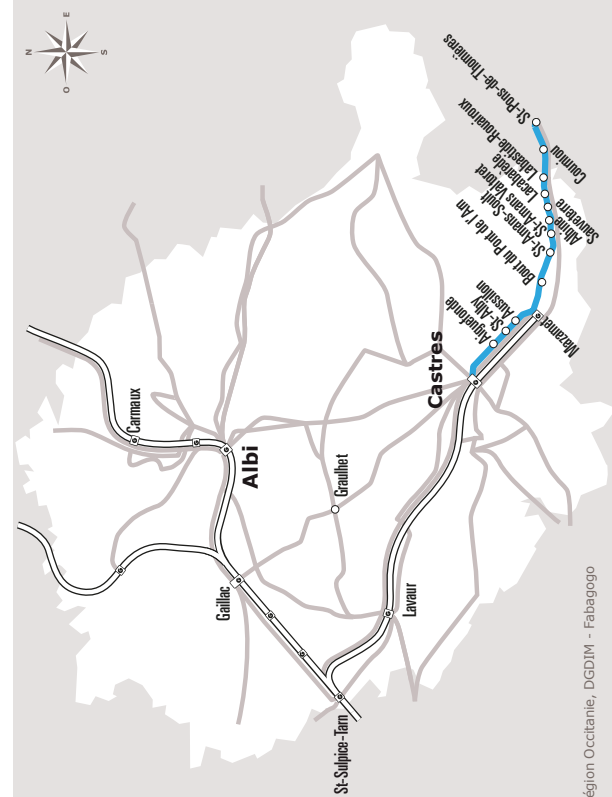 N
E
S
O
St-Pons-de-Thomières
Courniou
Labastide-Rouairoux
Lacabarède
Sauveterre
Albine
St-Amans Valtoret
St-Amans-Soult
Bout du Pont de l'Arn
Mazamet
Aussillon
St-Alby
Aiguefonde
Castres
Carmaux
Albi
Graulhet
Gaillac
Lavaur
St-Sulpice-Tarn
égion Occitanie, DGDIM - Fabagogo